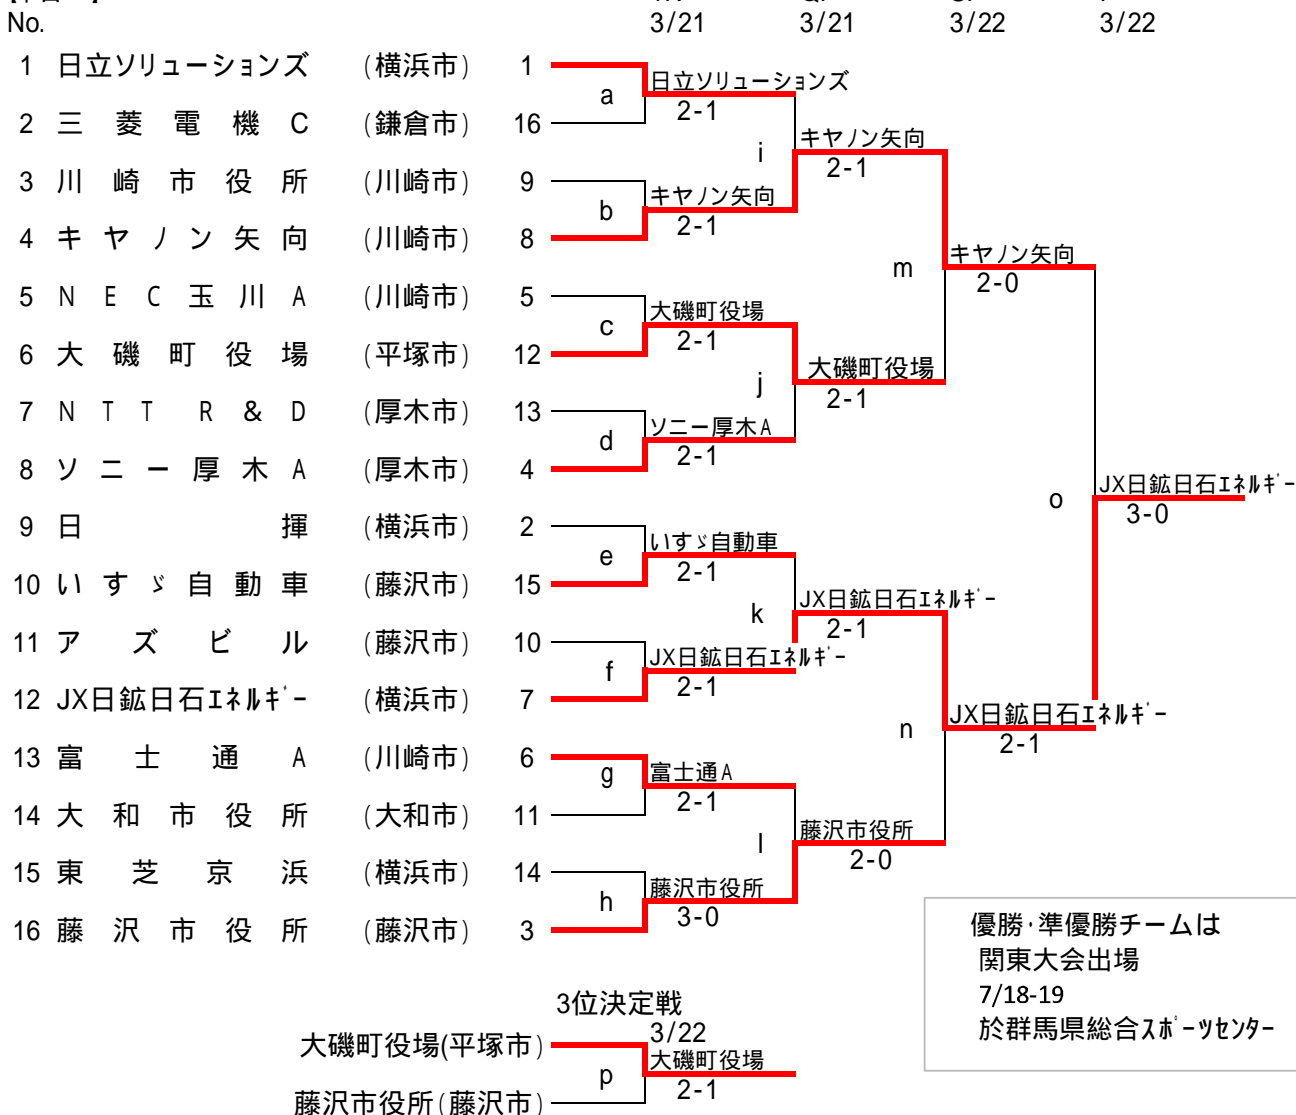 No.
3/21 3/21 3/22 3/22
1 日立ソリューションズ (横浜市) 1
日立ソリューションズ
a
2-1
2 三菱電機C (鎌倉市) 16
キヤノン矢向
i
2-1
3 川崎市役所 (川崎市) 9
キヤノン矢向
b
2-1
4 キヤノン矢向 (川崎市) 8
キヤノン矢向
m
2-0
5 NEC玉川A (川崎市) 5
大磯町役場
c
2-1
6 大磯町役場 (平塚市) 12
大磯町役場
j
2-1
7 NTT R&D (厚木市) 13
ソニー厚木A
d
2-1
8 ソニー厚木A (厚木市) 4
JX日鉱日石エネルギー
o
3-0
9 日揮 (横浜市) 2
いすゞ自動車
e
2-1
10 いすゞ自動車 (藤沢市) 15
JX日鉱日石エネルギー
k
2-1
11 アズビル (藤沢市) 10
JX日鉱日石エネルギー
f
2-1
12 JX日鉱日石エネルギー (横浜市) 7
JX日鉱日石エネルギー
n
2-1
13 富士通A (川崎市) 6
富士通A
g
2-1
14 大和市役所 (大和市) 11
藤沢市役所
l
2-0
15 東芝京浜 (横浜市) 14
藤沢市役所
h
3-0
16 藤沢市役所 (藤沢市) 3
優勝･準優勝チームは
関東大会出場
7/18-19
於群馬県総合スポーツセンター
3位決定戦
3/22
大磯町役場(平塚市)
大磯町役場
p
2-1
藤沢市役所(藤沢市)